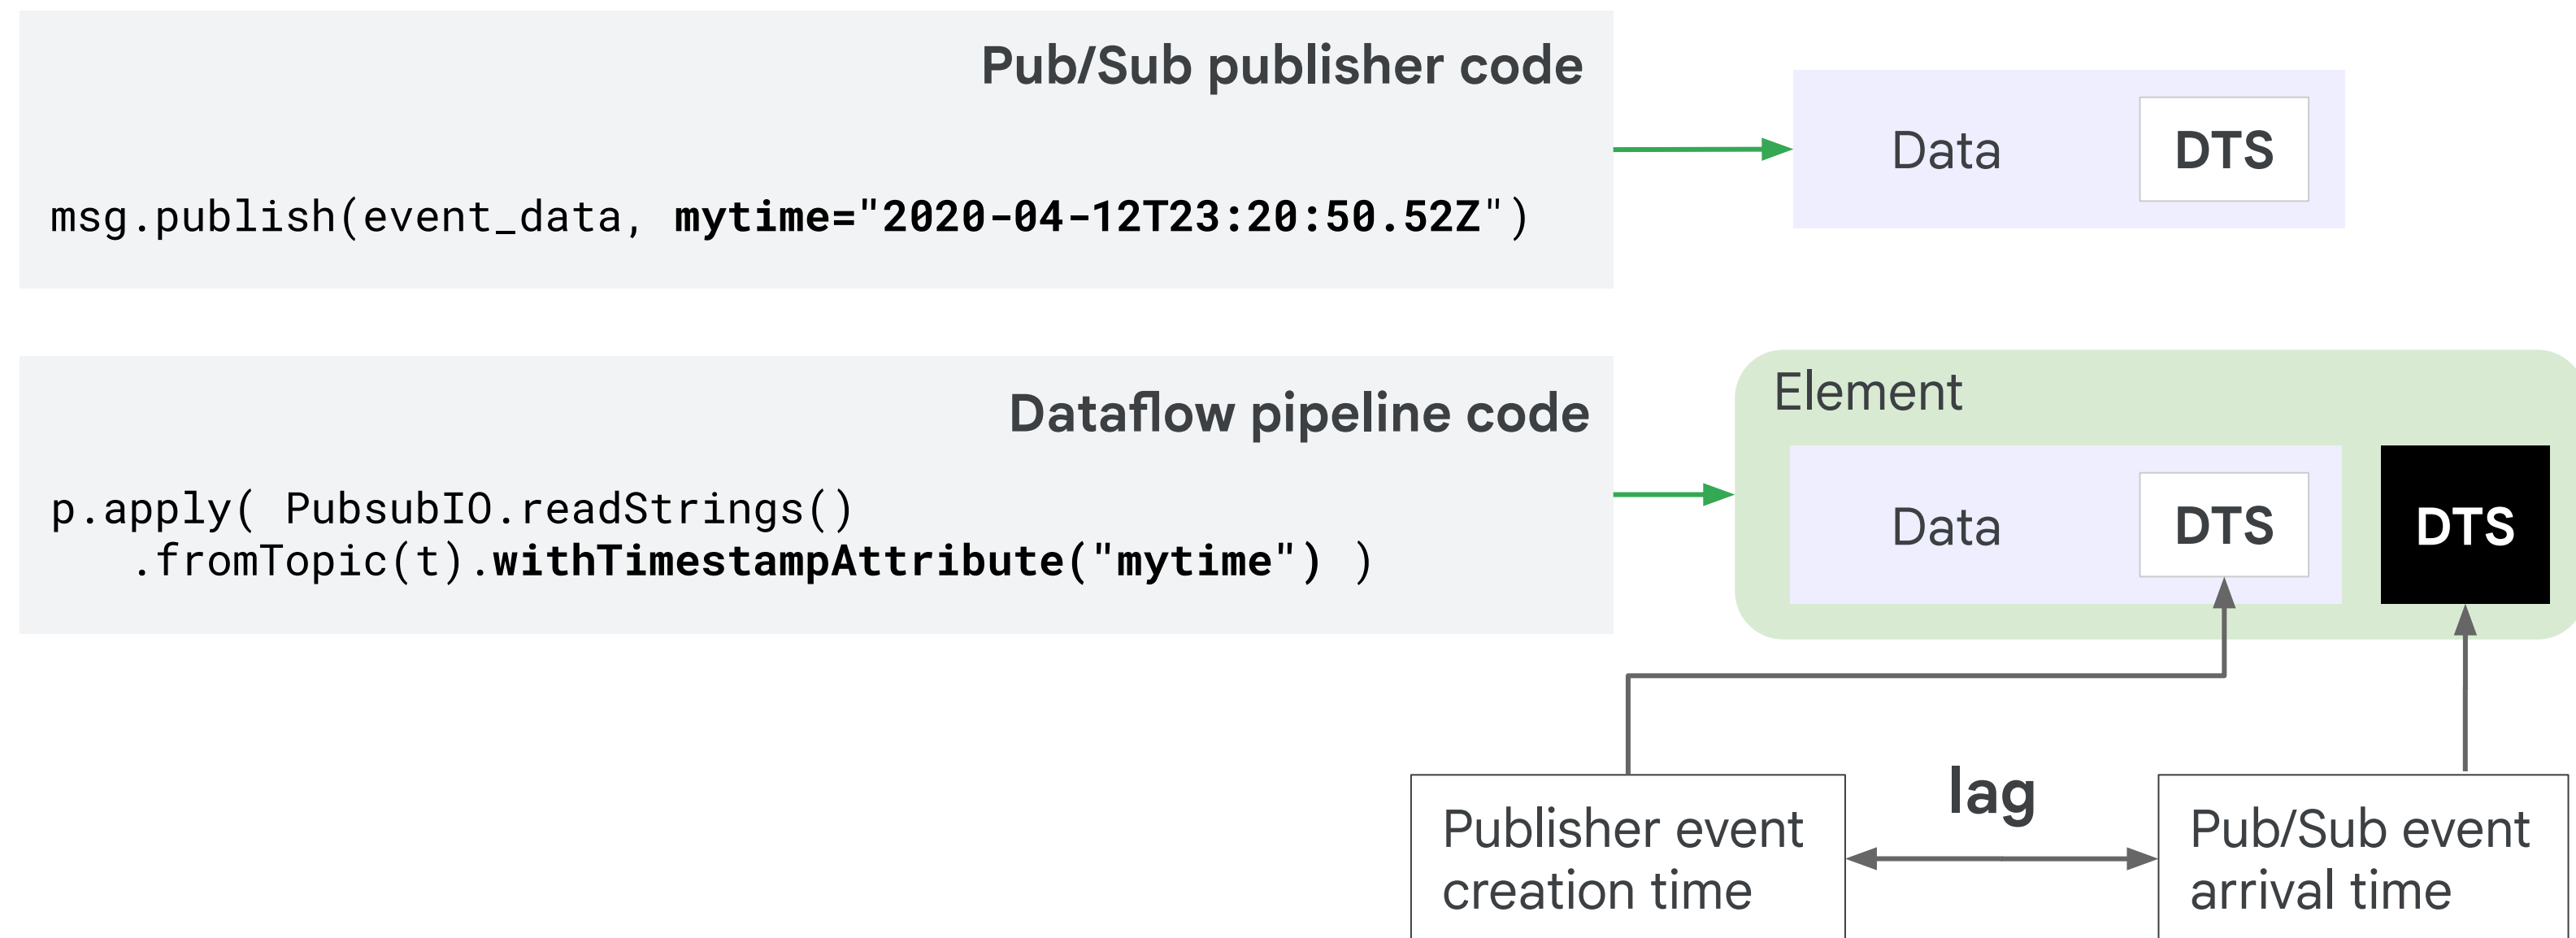 Pub/Sub publisher code
msg.publish(event_data, mytime="2020-04-12T23:20:50.52Z")
Data
DTS
Dataflow pipeline code
p.apply( PubsubIO.readStrings()
.fromTopic(t).withTimestampAttribute("mytime") )
Element
Data
DTS
DTS
lag
Publisher event
creation time
Pub/Sub event
arrival time